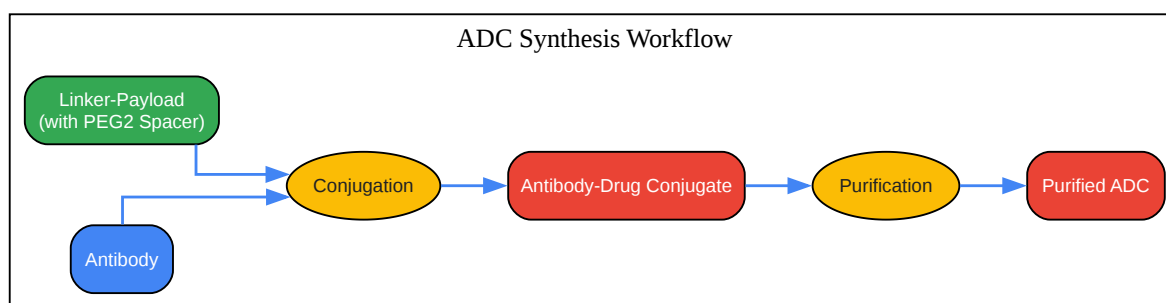 ADC Synthesis Workflow
Linker-Payload
(with PEG2 Spacer)
Antibody
Conjugation
Antibody-Drug Conjugate
Purification
Purified ADC